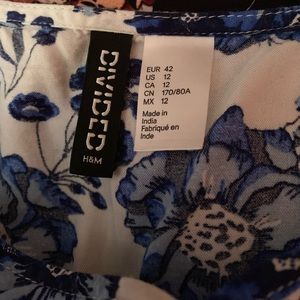 DIVIDED
H&M
EUR 42
US 12
CA 12
CN 170/80A
MX 12
Made in
India
Fabriqué en
Inde